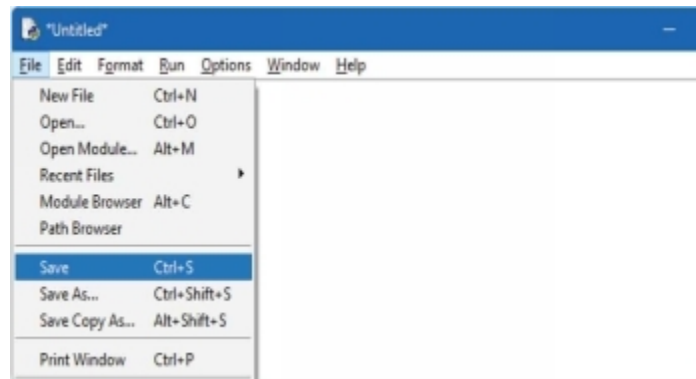 *Untitled*
File Edit Format Run Options Window Help
New File Ctrl+N
Open... Ctrl+O
Open Module... Alt+M
Recent Files
Module Browser Alt+C
Path Browser
Save Ctrl+S
Save As... Ctrl+Shift+S
Save Copy As... Alt+Shift+S
Print Window Ctrl+P